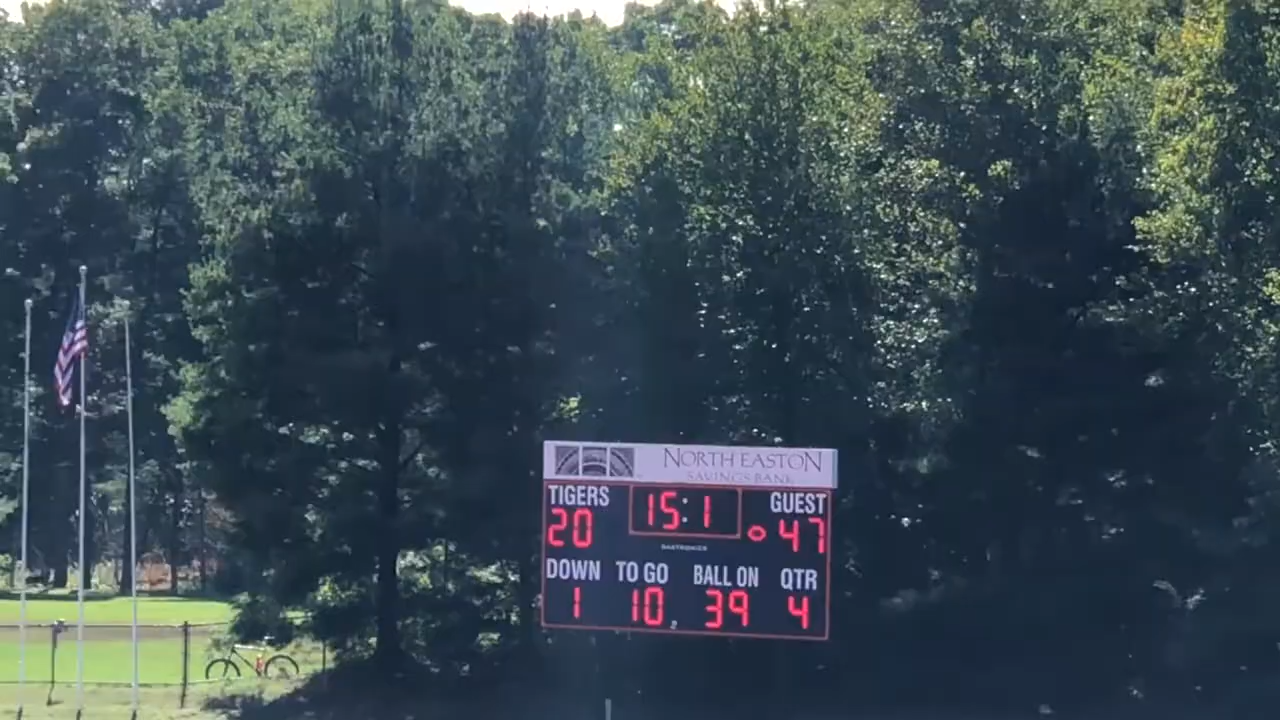 NORTH EASTON
SAVINGS BANK
TIGERS 15:1 GUEST
20 47
DAKTRONICS
DOWN TO GO BALL ON QTR
1 10 39 4